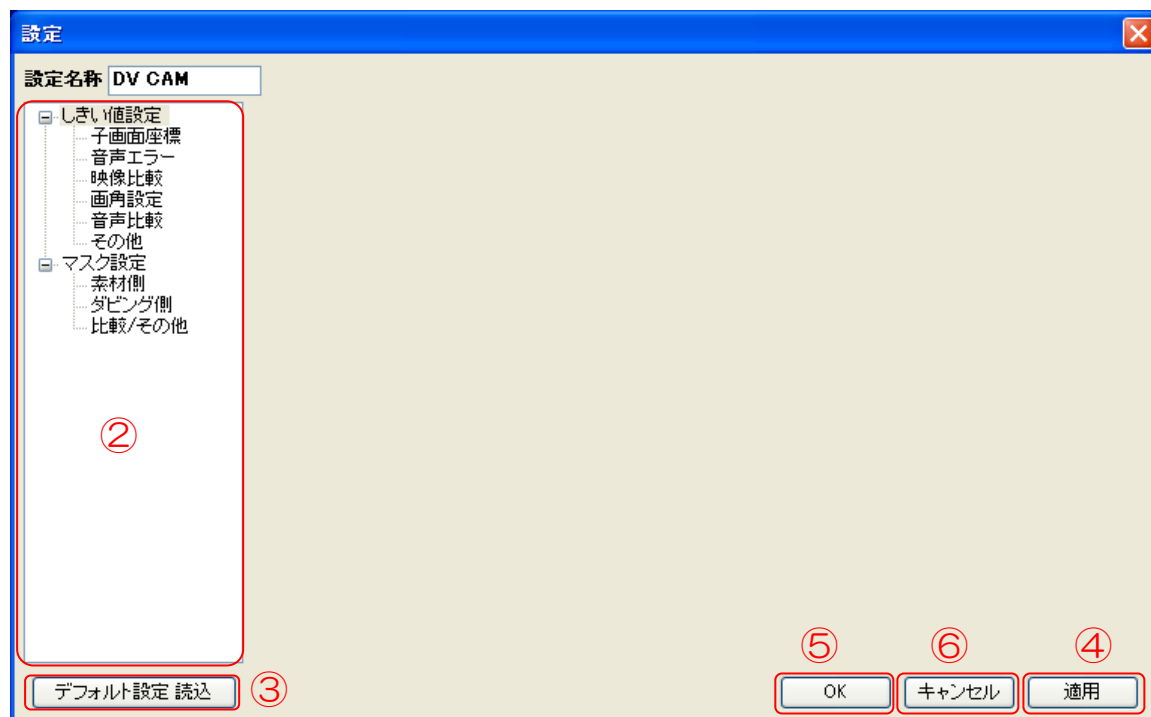 設定
設定名称 DV CAM
しきい値設定
子画面座標
音声エラー
映像比較
画角設定
音声比較
その他
マスク設定
素材側
ダビング側
比較/その他
②
⑤ ⑥ ④
デフォルト設定 読込 ③ OK キャンセル 適用